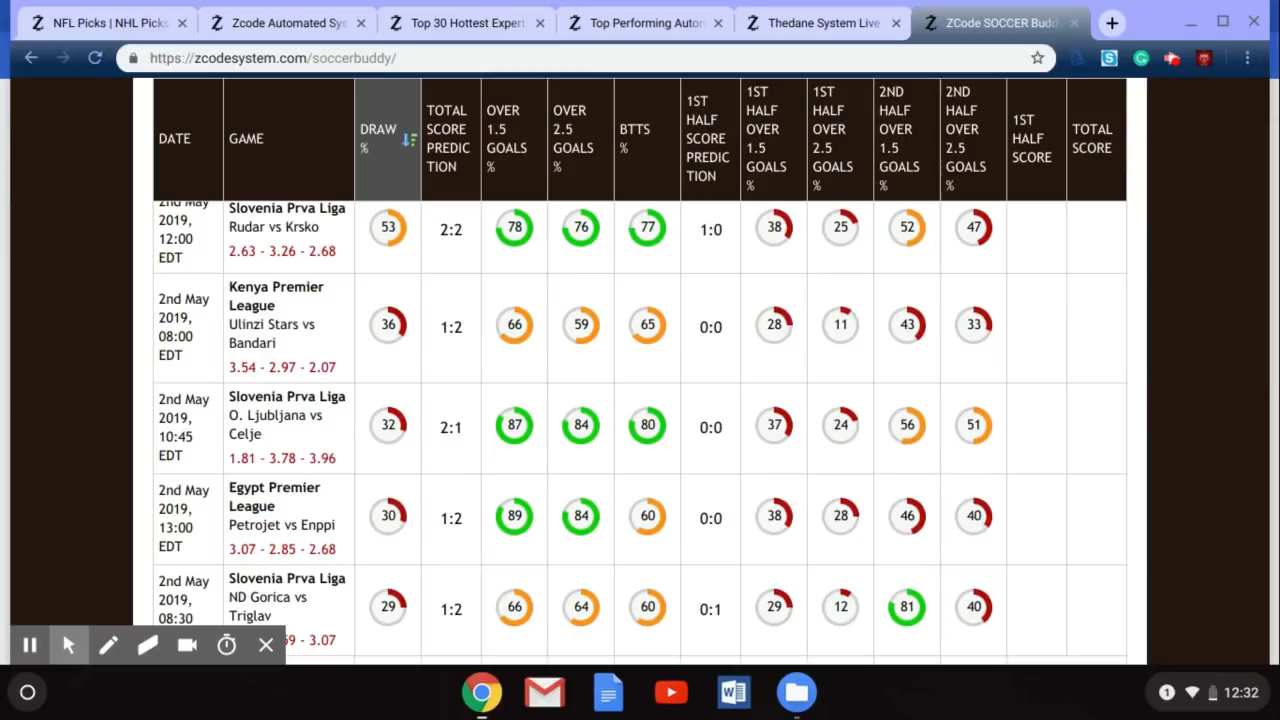 NFL Picks | NHL Picks
Zcode Automated Sys
Top 30 Hottest Expert
Top Performing Auton
Thedane System Live
ZCode SOCCER Budd
https://zcodesystem.com/soccerbuddy/
DATE
GAME
DRAW
%
TOTAL
SCORE
PREDIC
TION
OVER
1.5
GOALS
%
OVER
2.5
GOALS
%
BTTS
%
1ST
HALF
SCORE
PREDIC
TION
1ST
HALF
OVER
1.5
GOALS
%
1ST
HALF
OVER
2.5
GOALS
%
2ND
HALF
OVER
1.5
GOALS
%
2ND
HALF
OVER
2.5
GOALS
%
1ST
HALF
SCORE
TOTAL
SCORE
2nd May
2019,
12:00
EDT
Slovenia Prva Liga
Rudar vs Krsko
2.63 - 3.26 - 2.68
53
2:2
78
76
77
1:0
38
25
52
47
2nd May
2019,
08:00
EDT
Kenya Premier
League
Ulinzi Stars vs
Bandari
3.54 - 2.97 - 2.07
36
1:2
66
59
65
0:0
28
11
43
33
2nd May
2019,
10:45
EDT
Slovenia Prva Liga
O. Ljubljana vs
Celje
1.81 - 3.78 - 3.96
32
2:1
87
84
80
0:0
37
24
56
51
2nd May
2019,
13:00
EDT
Egypt Premier
League
Petrojet vs Enppi
3.07 - 2.85 - 2.68
30
1:2
89
84
60
0:0
38
28
46
40
2nd May
2019,
08:30
Slovenia Prva Liga
ND Gorica vs
Triglav
69 - 3.07
29
1:2
66
64
60
0:1
29
12
81
40
1
12:32